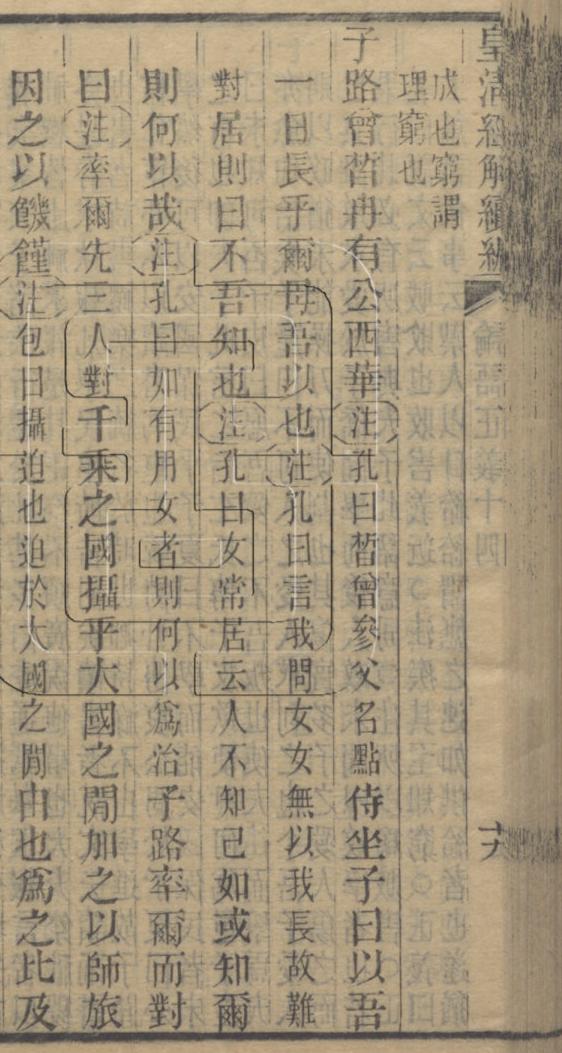 皇清經解續編
論語正義十四
成也窮謂
理窮也
子路曾晳冉有公西華注孔曰晳曾參父名點侍坐子曰以吾
一日長乎爾毋吾以也注孔曰言我問女女無以我長故難
對居則曰不吾知也注孔曰女常居云人不知己如或知爾
則何以哉注孔曰如有用女者則何以爲治子路率爾而對
曰注率爾先三人對千乘之國攝乎大國之閒加之以師旅
因之以饑饉注包曰攝迫也迫於大國之閒由也爲之比及